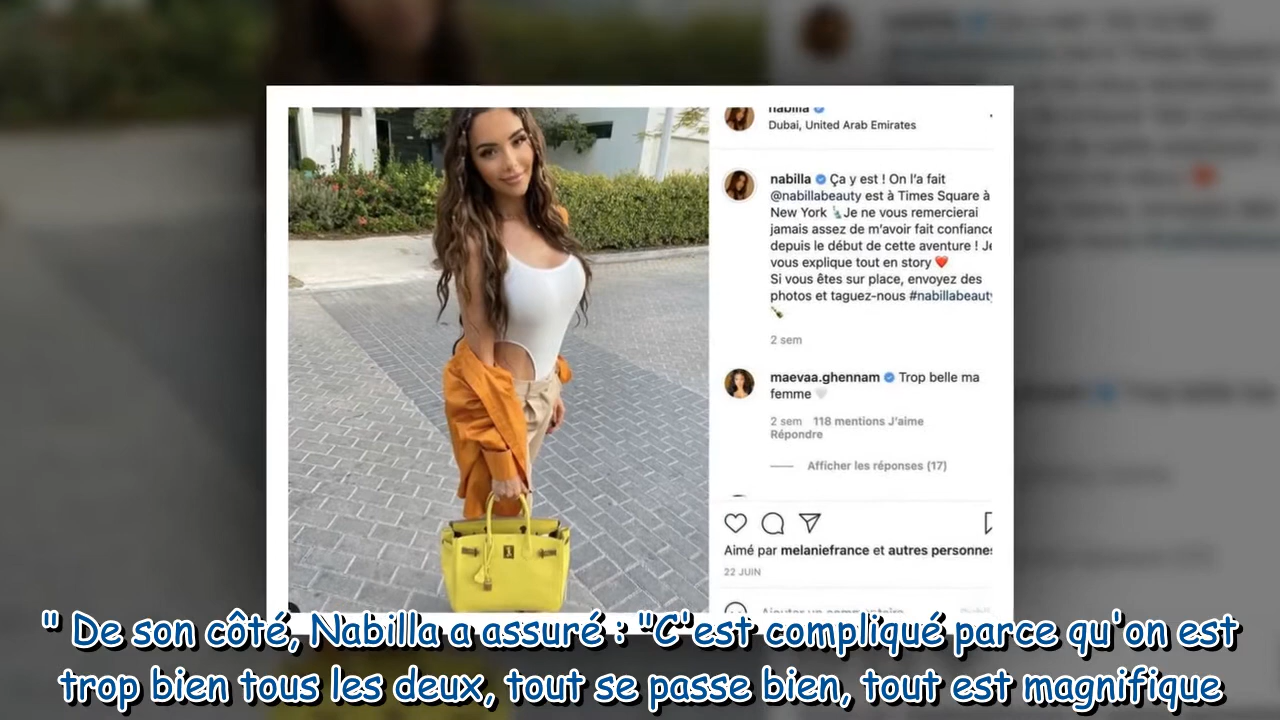 nabilla
Dubai, United Arab Emirates
nabilla Ça y est ! On l'a fait
@nabillabeauty est à Times Square à
New York 🗽Je ne vous remercierai
jamais assez de m'avoir fait confiance
depuis le début de cette aventure ! Je
vous explique tout en story ❤️
Si vous êtes sur place, envoyez des
photos et taguez-nous #nabillabeauty
🍾
2 sem
maevaa.ghennam Trop belle ma
femme 🤍
2 sem 118 mentions J'aime
Répondre
Afficher les réponses (17)
Aimé par melaniefrance et autres personnes
22 JUIN
Ajouter un commentaire
" De son côté, Nabilla a assuré : "C'est compliqué parce qu'on est
trop bien tous les deux, tout se passe bien, tout est magnifique